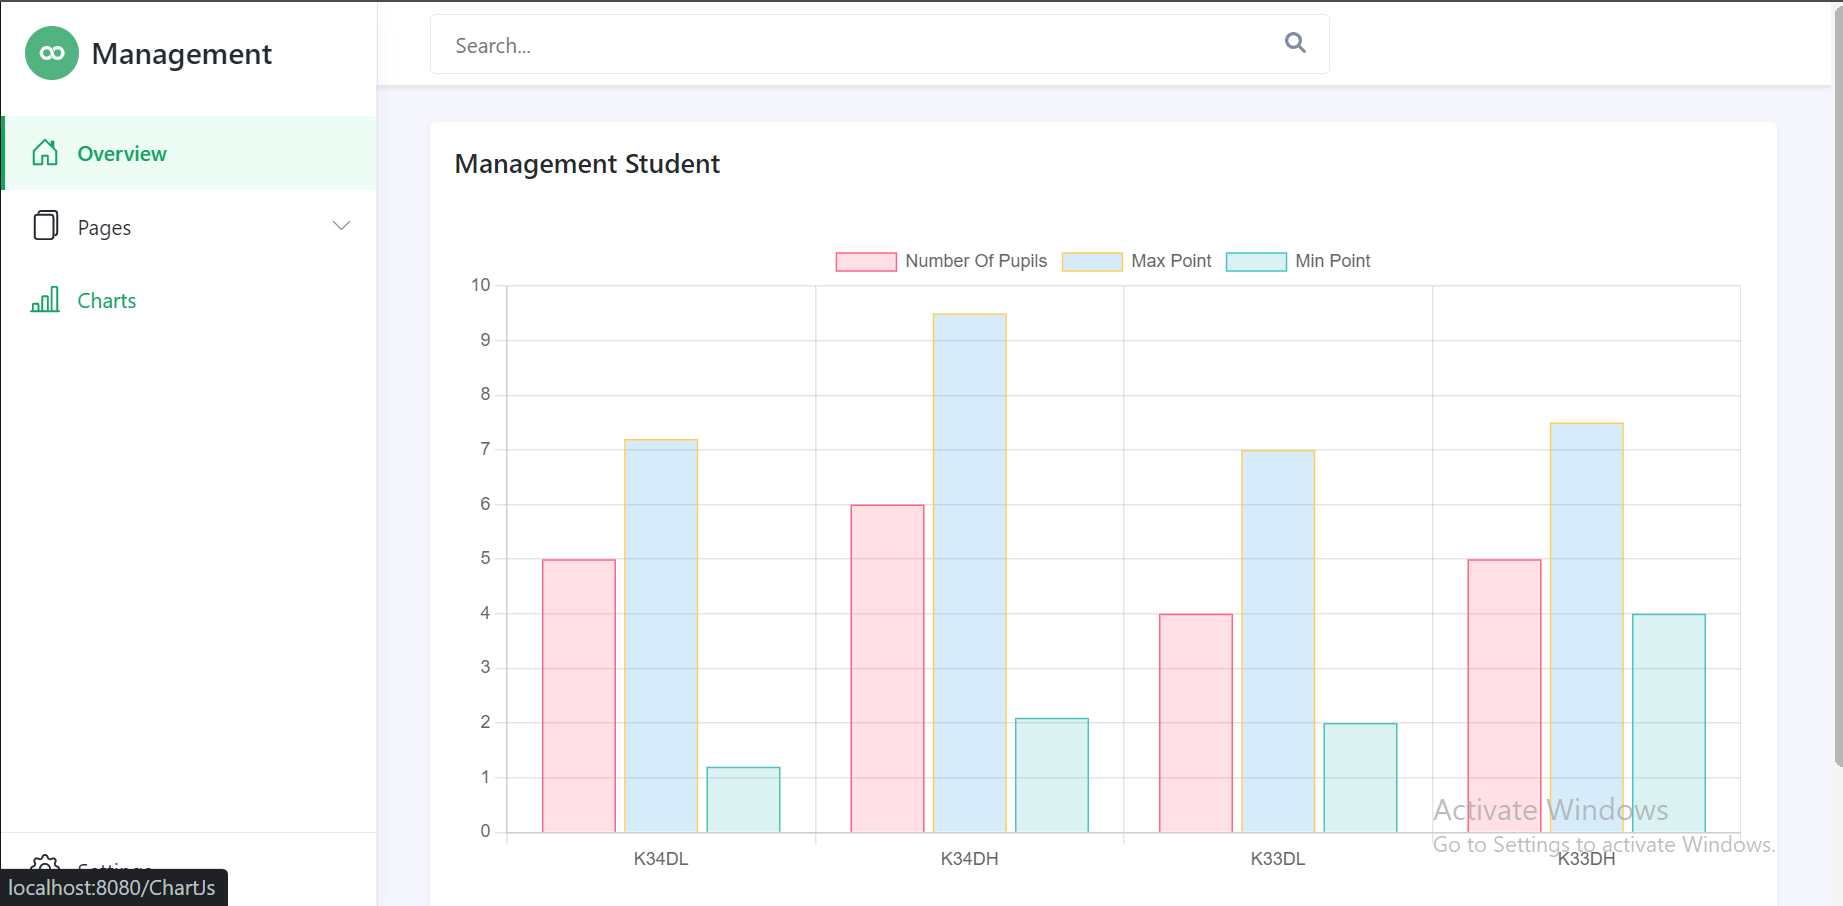 Management
Search...
Overview
Pages
Charts
Settings
localhost:8080/ChartJs
Management Student
Number Of Pupils Max Point Min Point
10
9
8
7
6
5
4
3
2
1
0
K34DL K34DH K33DL K33DH
Activate Windows
Go to Settings to activate Windows.